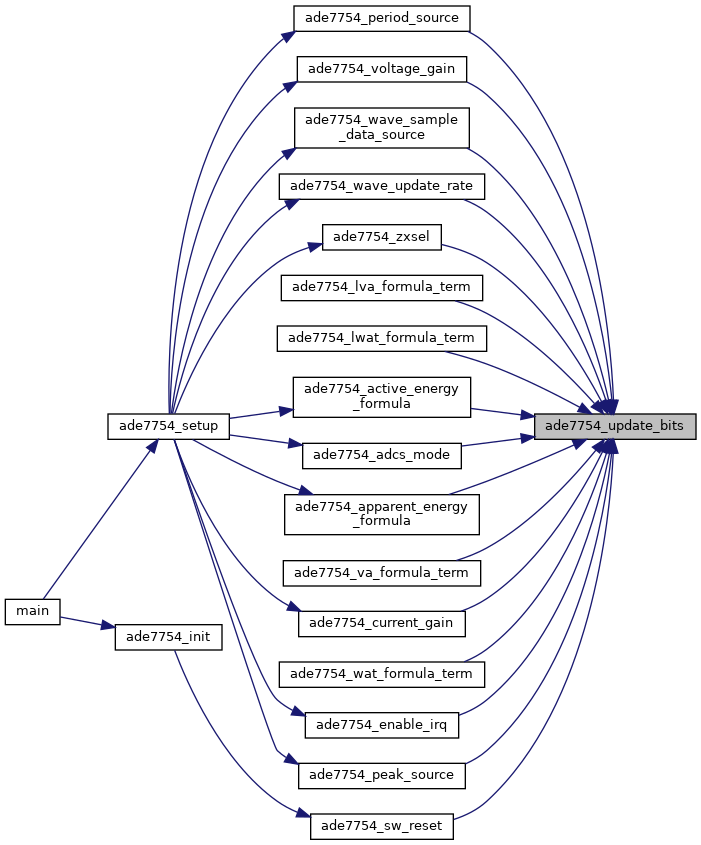 ade7754_period_source
ade7754_voltage_gain
ade7754_wave_sample
_data_source
ade7754_wave_update_rate
ade7754_zxsel
ade7754_lva_formula_term
ade7754_lwat_formula_term
ade7754_active_energy
_formula
ade7754_setup
ade7754_update_bits
ade7754_adcs_mode
ade7754_apparent_energy
_formula
ade7754_va_formula_term
main
ade7754_current_gain
ade7754_init
ade7754_wat_formula_term
ade7754_enable_irq
ade7754_peak_source
ade7754_sw_reset